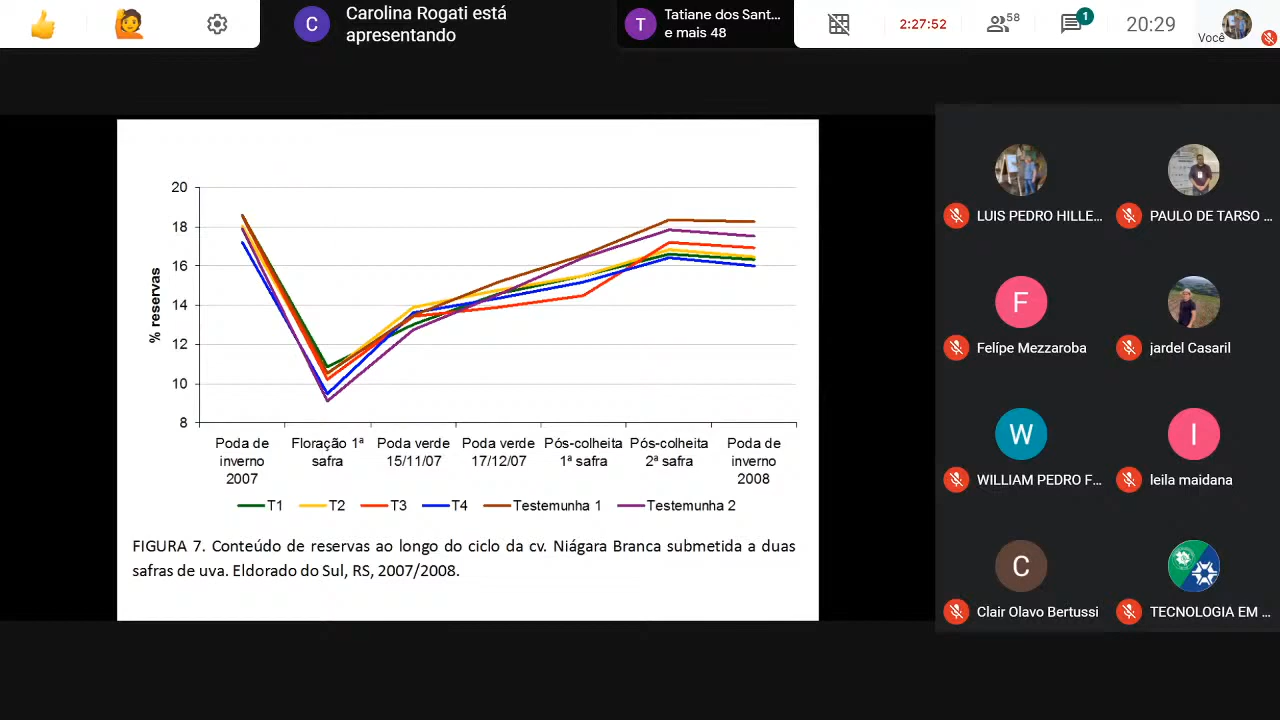 C
Carolina Rogati está
apresentando
T
Tatiane dos Sant...
e mais 48
2:27:52
58
1
20:29
Você
% reservas
20
18
16
14
12
10
8
Poda de
inverno
2007
Floração 1ª
safra
Poda verde
15/11/07
Poda verde
17/12/07
Pós-colheita
1ª safra
Pós-colheita
2ª safra
Poda de
inverno
2008
T1 T2 T3 T4 Testemunha 1 Testemunha 2
FIGURA 7. Conteúdo de reservas ao longo do ciclo da cv. Niágara Branca submetida a duas
safras de uva. Eldorado do Sul, RS, 2007/2008.
LUIS PEDRO HILLE...
PAULO DE TARSO ...
F
Felípe Mezzaroba
jardel Casaril
W
WILLIAM PEDRO F...
I
leila maidana
C
Clair Olavo Bertussi
TECNOLOGIA EM ...